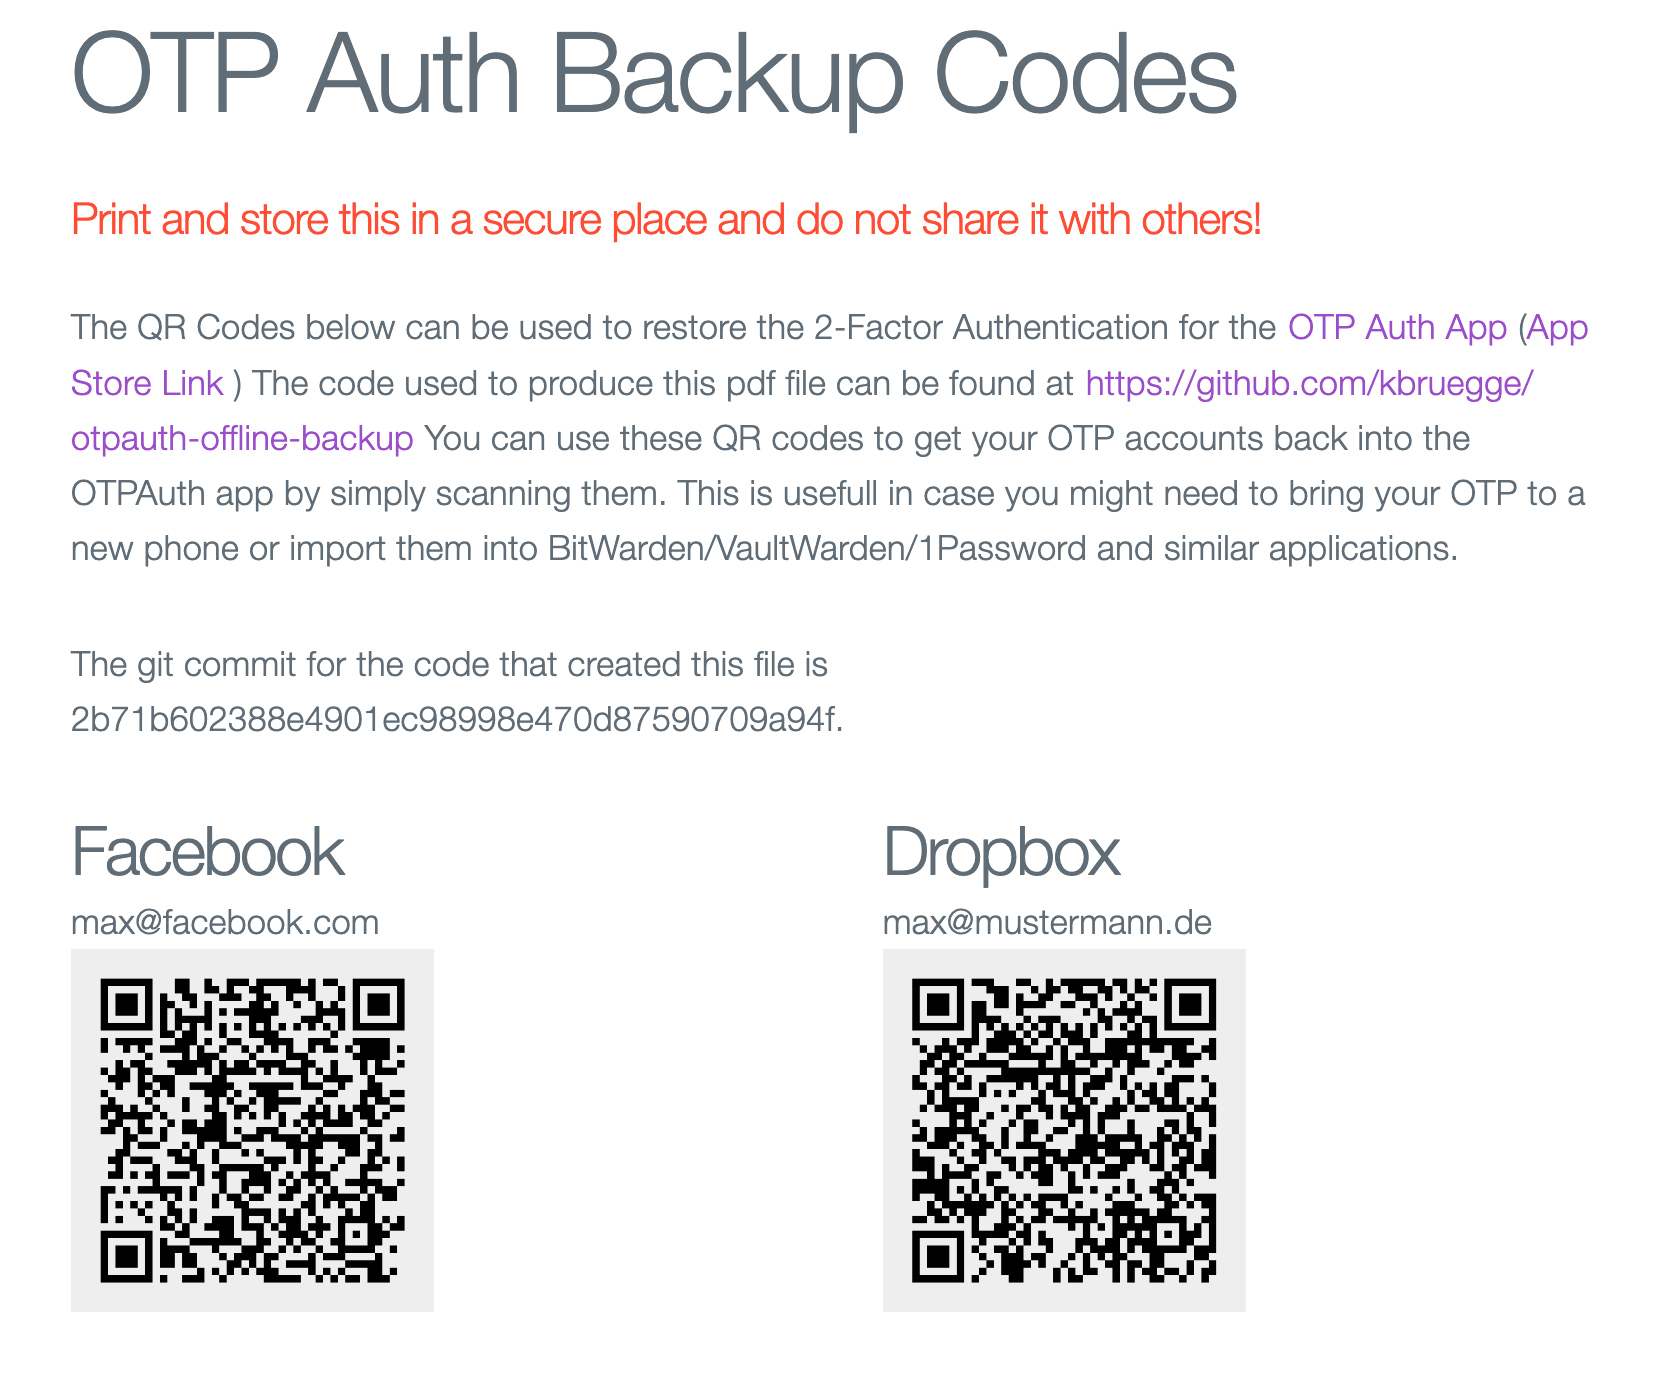 OTP Auth Backup Codes
Print and store this in a secure place and do not share it with others!
The QR Codes below can be used to restore the 2-Factor Authentication for the OTP Auth App (App
Store Link ) The code used to produce this pdf file can be found at https://github.com/kbruegge/
otpauth-offline-backup You can use these QR codes to get your OTP accounts back into the
OTPAuth app by simply scanning them. This is usefull in case you might need to bring your OTP to a
new phone or import them into BitWarden/VaultWarden/1Password and similar applications.
The git commit for the code that created this file is
2b71b602388e4901ec98998e470d87590709a94f.
Facebook
Dropbox
max@facebook.com
max@mustermann.de